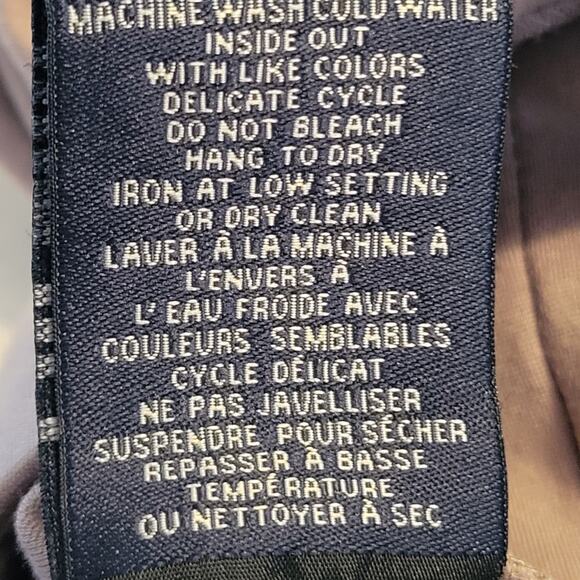 MACHINE WASH COLD WATER
INSIDE OUT
WITH LIKE COLORS
DELICATE CYCLE
DO NOT BLEACH
HANG TO DRY
IRON AT LOW SETTING
OR DRY CLEAN
LAVER À LA MACHINE À
L'ENVERS À
L' EAU FROIDE AVEC
COULEURS SEMBLABLES
CYCLE DÉLICAT
NE PAS JAVELLISER
SUSPENDRE POUR SÉCHER
REPASSER À BASSE
TEMPÉRATURE
OU NETTOYER À SEC